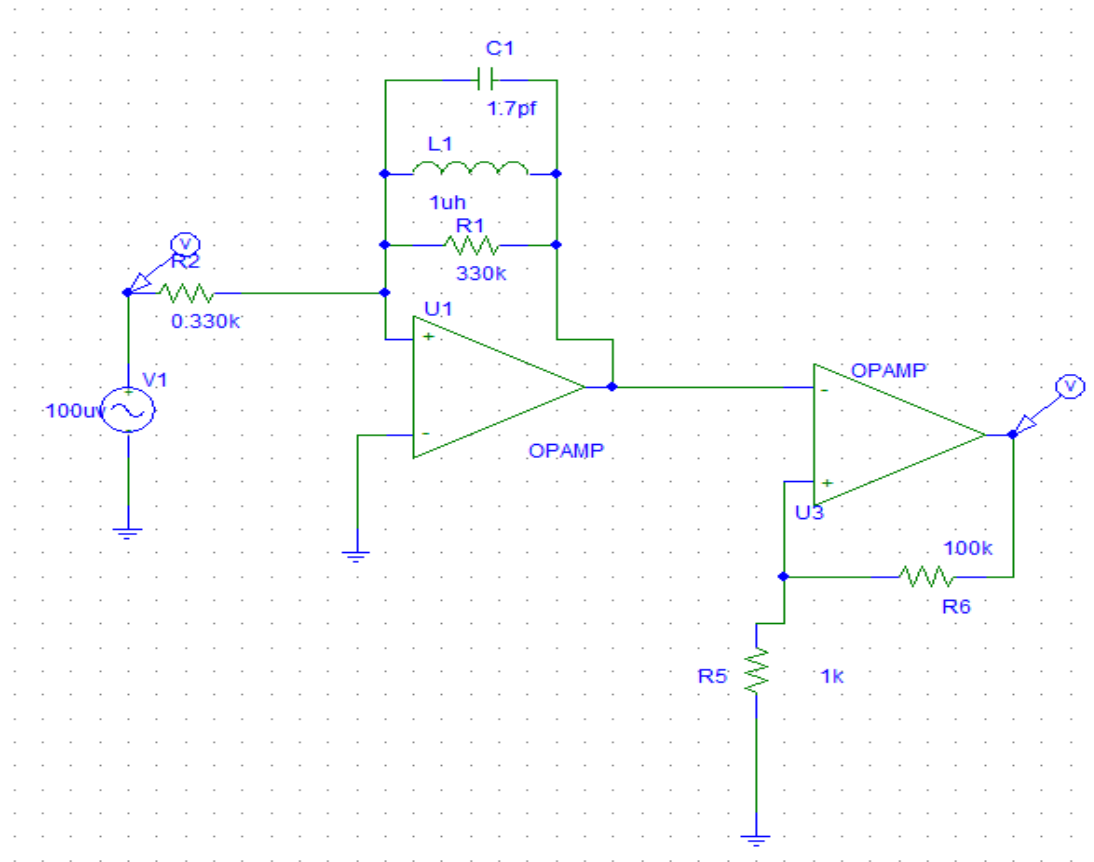 C1
1.7pf
L1
1uh
R1
330k
V
R2
0.330k
U1
+
-
OPAMP
V1
100uv
+
-
OPAMP
-
+
U3
V
100k
R6
R5
1k